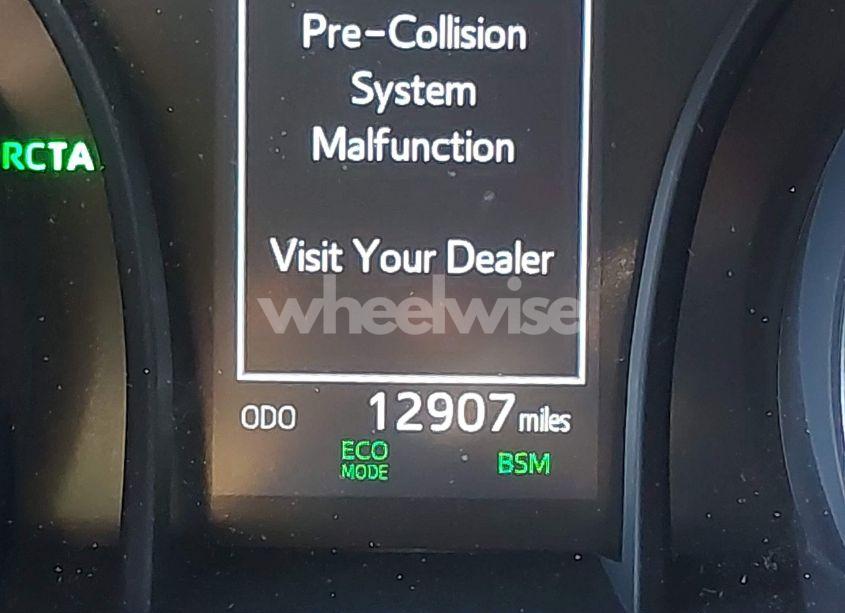 Pre-Collision
System
Malfunction
RCTA
Visit Your Dealer
wheelwise
ODO 12907 miles
ECO
MODE
BSM